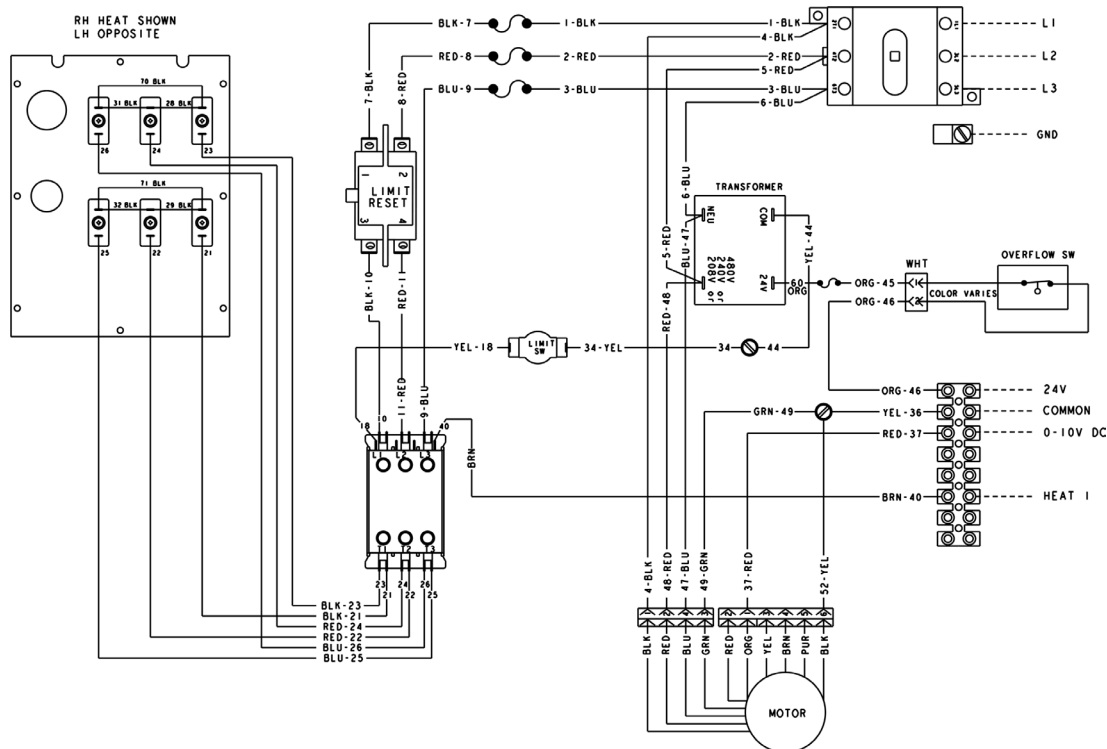 RH HEAT SHOWN
LH OPPOSITE
70 BLK
31 BLK
28 BLK
26
24
23
71 BLK
32 BLK
29 BLK
25
22
21
BLK-7
1-BLK
1-BLK
4-BLK
L1
RED-8
2-RED
2-RED
5-RED
L2
BLU-9
3-BLU
3-BLU
6-BLU
L3
GND
7-BLK
8-RED
1
2
LIMIT
RESET
3
4
BLK-10
RED-11
6-BLU
BLU-47
5-RED
RED-48
TRANSFORMER
NEU
COM
480V
240V or
208V or
24V
YEL-44
60
ORG
ORG-45
ORG-46
WHT
1
2
COLOR VARIES
OVERFLOW SW
YEL-18
LIMIT
SW
34-YEL
34
44
11-RED
9-BLU
18
10
40
BRN
L1
L2
L3
T1
T2
T3
23
21
24
22
26
25
BLK-23
BLK-21
RED-24
RED-22
BLU-26
BLU-25
ORG-46
24V
GRN-49
YEL-36
COMMON
RED-37
0-10V DC
BRN-40
HEAT 1
4-BLK
48-RED
47-BLU
49-GRN
37-RED
52-YEL
BLK
RED
BLU
GRN
RED
ORG
YEL
BRN
PUR
BLK
MOTOR